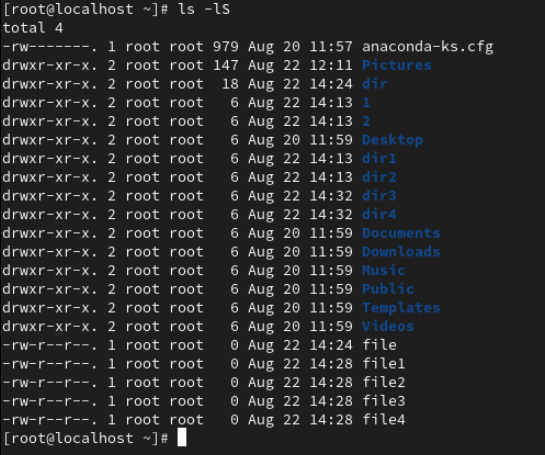 [root@localhost ~]# ls -lS
total 4
-rw-------. 1 root root 979 Aug 20 11:57 anaconda-ks.cfg
drwxr-xr-x. 2 root root 147 Aug 22 12:11 Pictures
drwxr-xr-x. 2 root root  18 Aug 22 14:24 dir
drwxr-xr-x. 2 root root   6 Aug 22 14:13 1
drwxr-xr-x. 2 root root   6 Aug 22 14:13 2
drwxr-xr-x. 2 root root   6 Aug 20 11:59 Desktop
drwxr-xr-x. 2 root root   6 Aug 22 14:13 dir1
drwxr-xr-x. 2 root root   6 Aug 22 14:13 dir2
drwxr-xr-x. 2 root root   6 Aug 22 14:32 dir3
drwxr-xr-x. 2 root root   6 Aug 22 14:32 dir4
drwxr-xr-x. 2 root root   6 Aug 20 11:59 Documents
drwxr-xr-x. 2 root root   6 Aug 20 11:59 Downloads
drwxr-xr-x. 2 root root   6 Aug 20 11:59 Music
drwxr-xr-x. 2 root root   6 Aug 20 11:59 Public
drwxr-xr-x. 2 root root   6 Aug 20 11:59 Templates
drwxr-xr-x. 2 root root   6 Aug 20 11:59 Videos
-rw-r--r--. 1 root root   0 Aug 22 14:24 file
-rw-r--r--. 1 root root   0 Aug 22 14:28 file1
-rw-r--r--. 1 root root   0 Aug 22 14:28 file2
-rw-r--r--. 1 root root   0 Aug 22 14:28 file3
-rw-r--r--. 1 root root   0 Aug 22 14:28 file4
[root@localhost ~]#